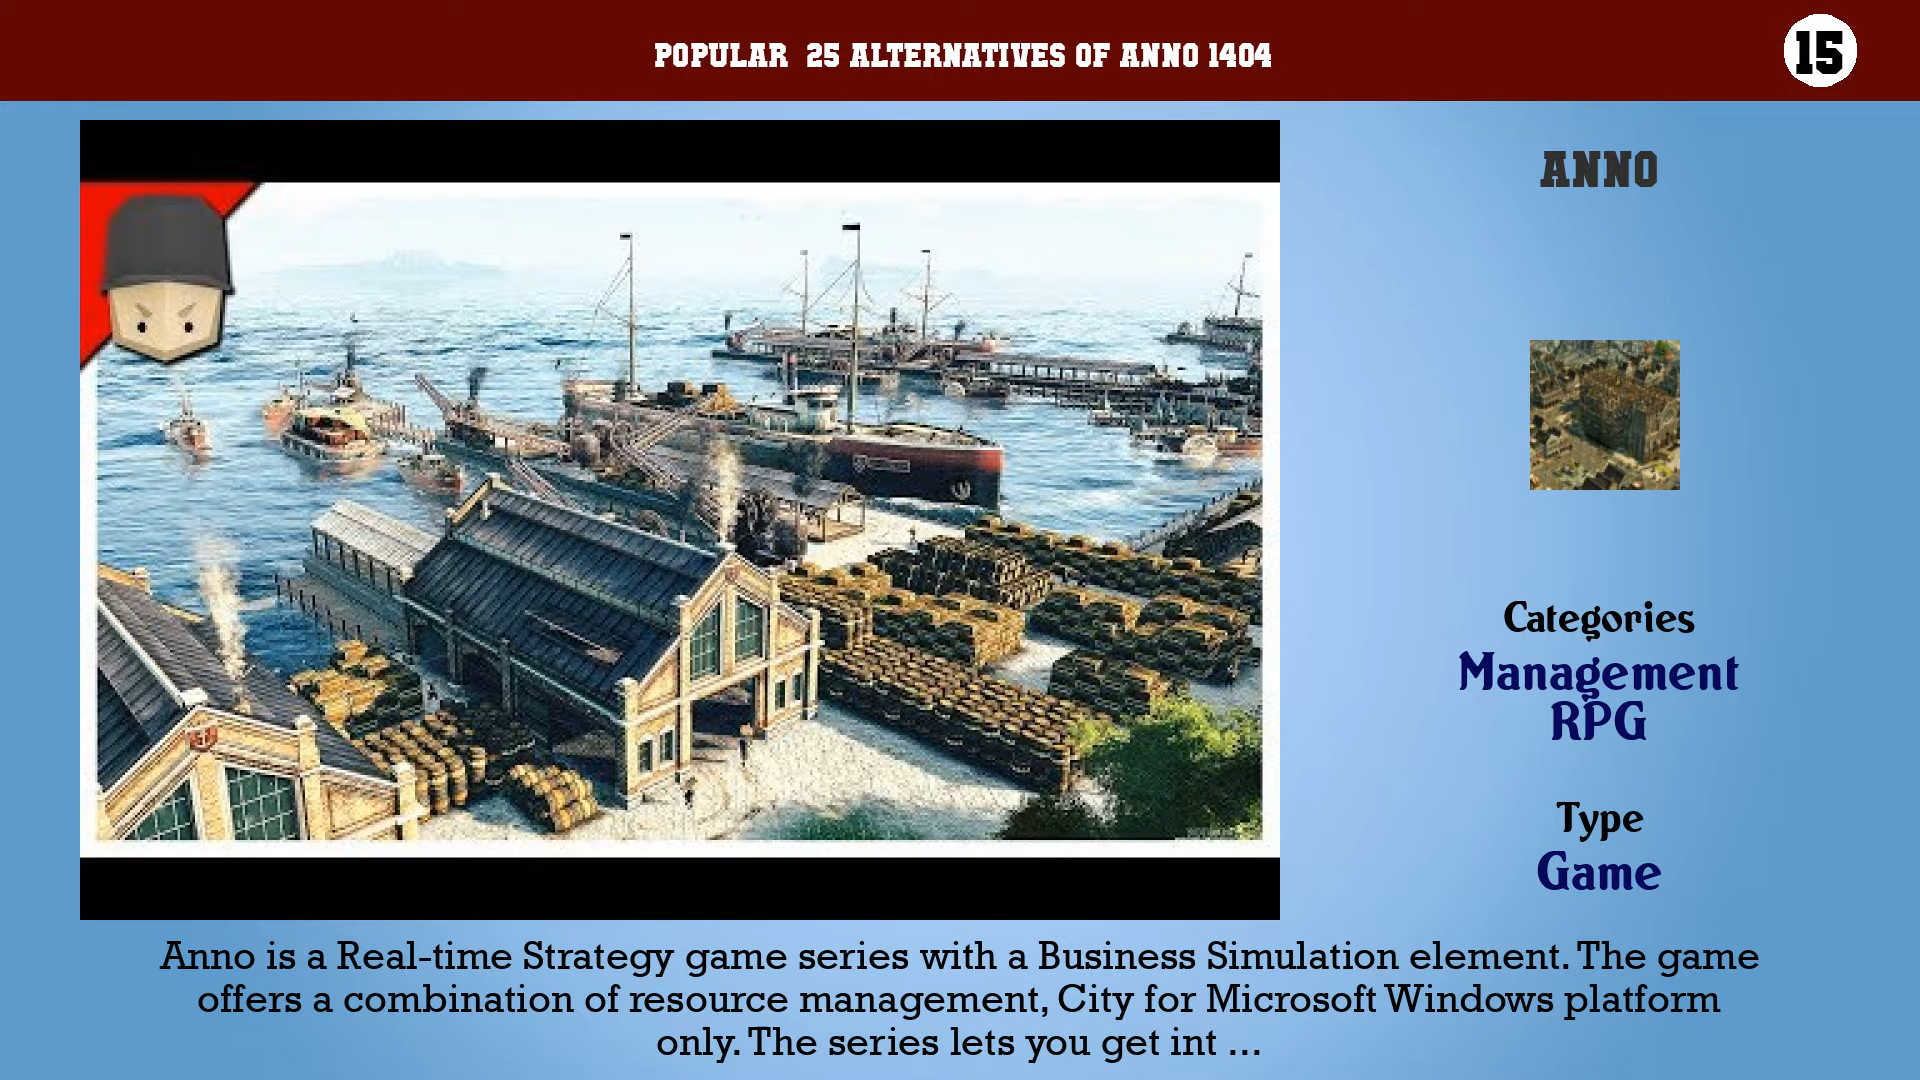 POPULAR 25 ALTERNATIVES OF ANNO 1404
15
ANNO
Categories
Management
RPG
Type
Game
Anno is a Real-time Strategy game series with a Business Simulation element. The game
offers a combination of resource management, City for Microsoft Windows platform
only. The series lets you get int ...